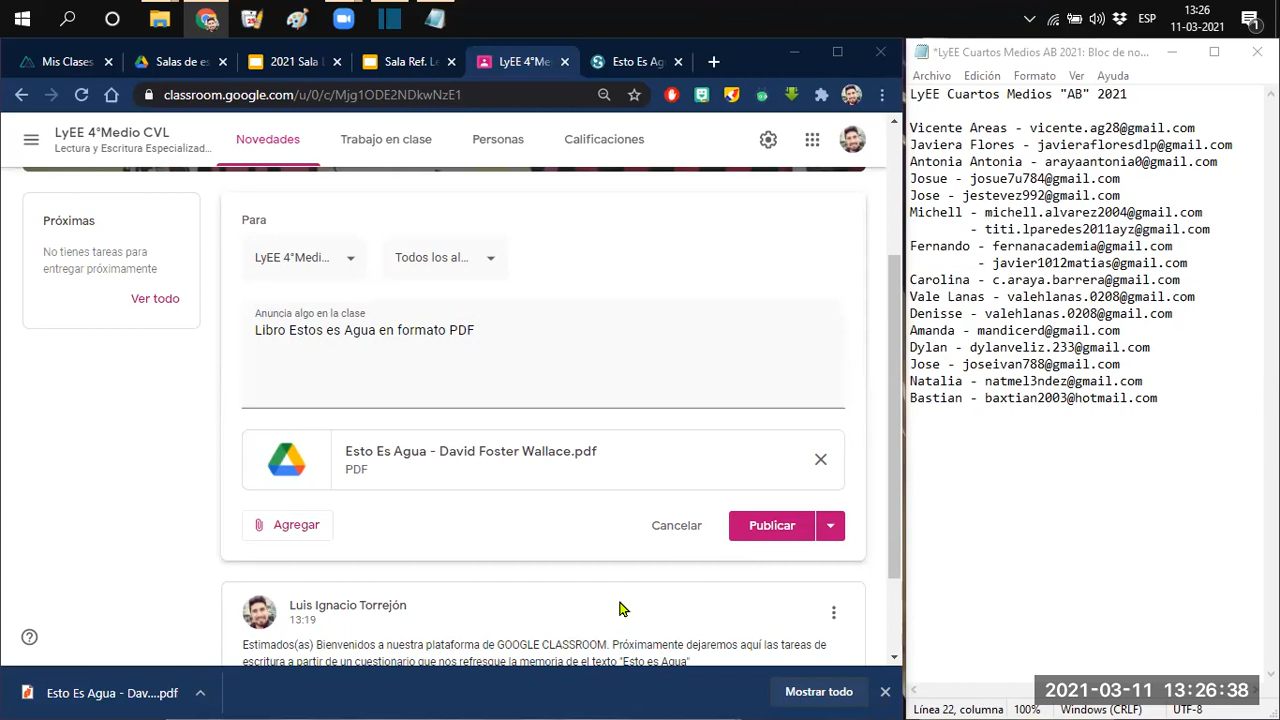 ESP
13:26
11-03-2021
Mis Clases
Salas de es
2021 Sala L
Sala Ref. Le
LyEE 4°Me
Esto Es Ag
classroom.google.com/u/0/c/Mjg1ODE2NDkwNzE1
LyEE 4°Medio CVL
Lectura y Escritura Especializad...
Novedades
Trabajo en clase
Personas
Calificaciones
Próximas
No tienes tareas para
entregar próximamente
Ver todo
Para
LyEE 4°Medi...
Todos los al...
Anuncia algo en la clase
Libro Estos es Agua en formato PDF
Esto Es Agua - David Foster Wallace.pdf
PDF
Agregar
Cancelar
Publicar
Luis Ignacio Torrejón
13:19
Estimados(as) Bienvenidos a nuestra plataforma de GOOGLE CLASSROOM. Próximamente dejaremos aquí las tareas de
escritura a partir de un cuestionario que nos refresque la memoria de el texto "Esto es Agua"
Esto Es Agua - Dav....pdf
Mostrar todo
*LyEE Cuartos Medios AB 2021: Bloc de no...
Archivo Edición Formato Ver Ayuda
LyEE Cuartos Medios "AB" 2021
Vicente Areas - vicente.ag28@gmail.com
Javiera Flores - javierafloresdlp@gmail.com
Antonia Antonia - arayaantonia0@gmail.com
Josue - josue7u784@gmail.com
Jose - jestevez992@gmail.com
Michell - michell.alvarez2004@gmail.com
- titi.lparedes2011ayz@gmail.com
Fernando - fernanacademia@gmail.com
- javier1012matias@gmail.com
Carolina - c.araya.barrera@gmail.com
Vale Lanas - valehlanas.0208@gmail.com
Denisse - valehlanas.0208@gmail.com
Amanda - mandicerd@gmail.com
Dylan - dylanveliz.233@gmail.com
Jose - joseivan788@gmail.com
Natalia - natmel3ndez@gmail.com
Bastian - baxtian2003@hotmail.com
2021-03-11 13:26:38
Línea 22, columna 100% Windows (CRLF) UTF-8